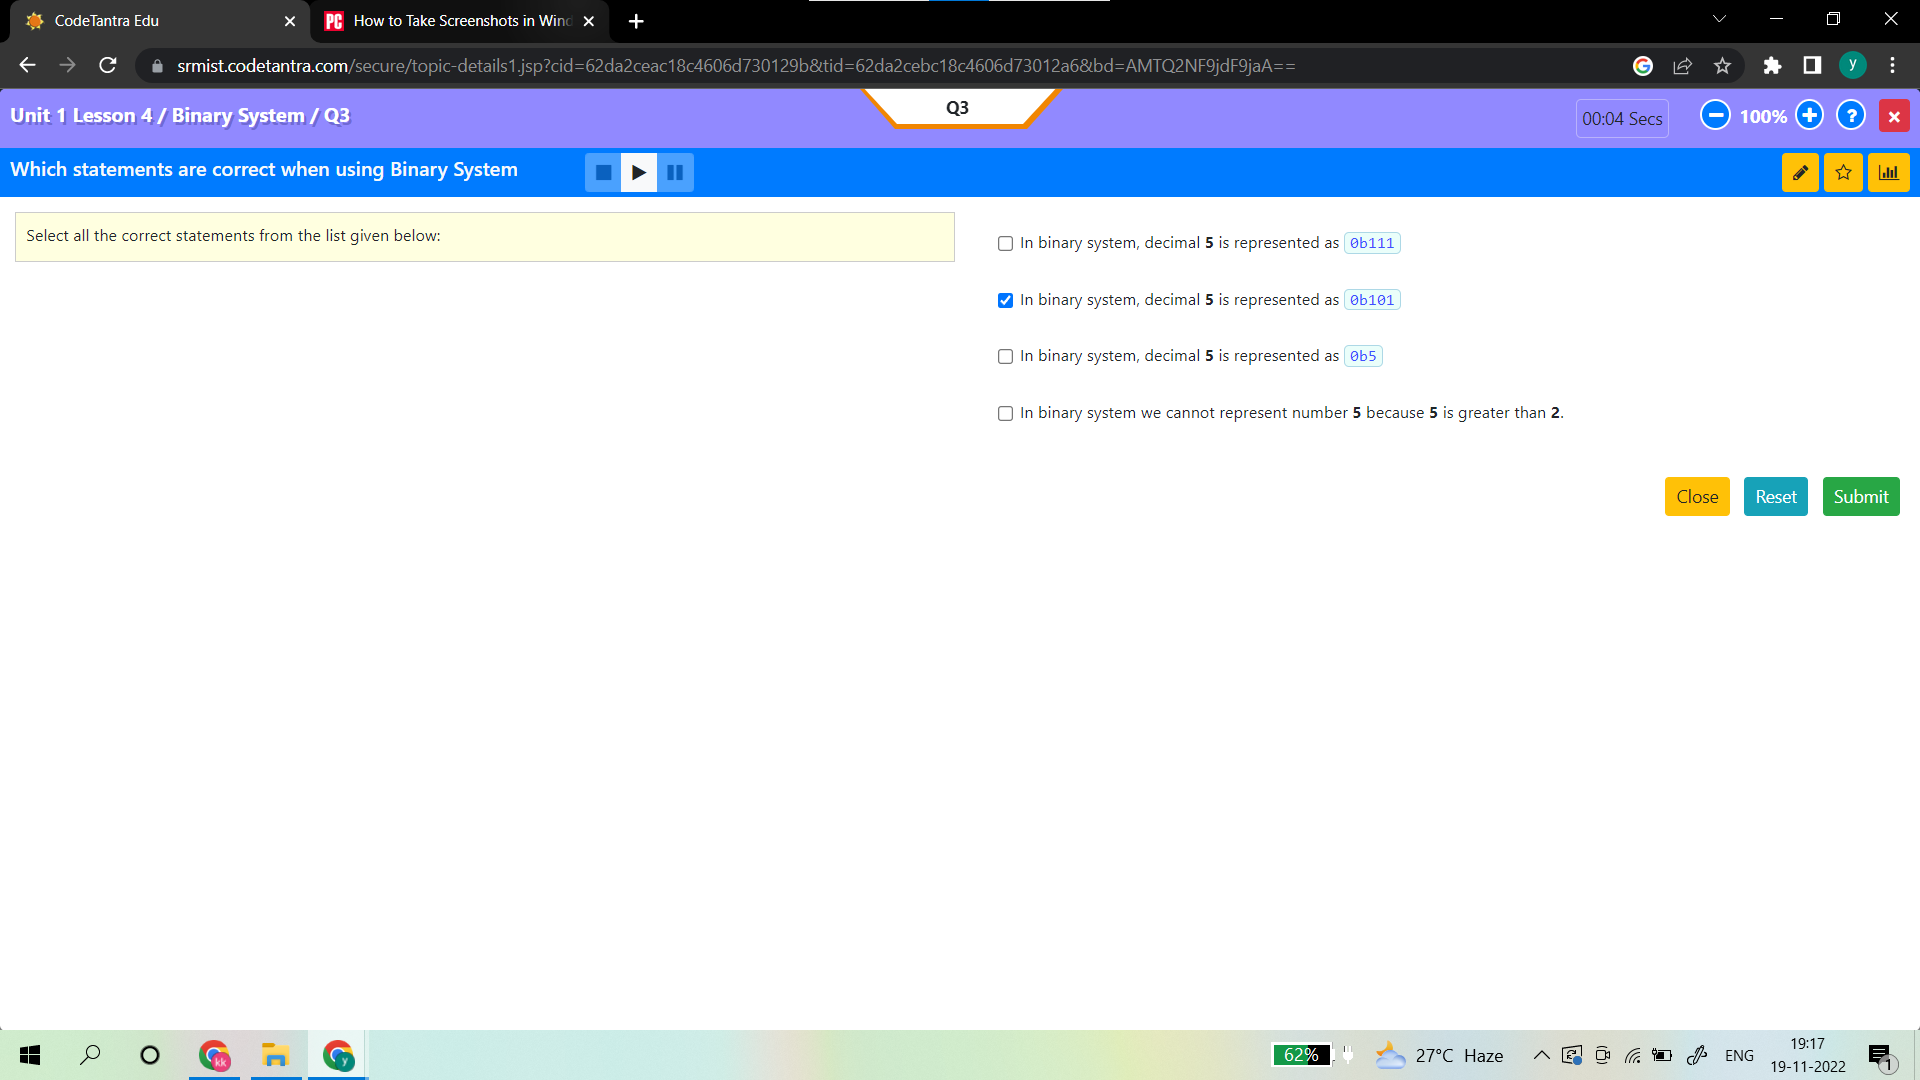 CodeTantra Edu
PC How to Take Screenshots in Wind
srmist.codetantra.com/secure/topic-details1.jsp?cid=62da2ceac18c4606d730129b&tid=62da2cebc18c4606d73012a6&bd=AMTQ2NF9jdF9jaA==
y
Unit 1 Lesson 4 / Binary System / Q3
Q3
00:04 Secs
100%
?
Which statements are correct when using Binary System
Select all the correct statements from the list given below:
In binary system, decimal 5 is represented as 0b111
In binary system, decimal 5 is represented as 0b101
In binary system, decimal 5 is represented as 0b5
In binary system we cannot represent number 5 because 5 is greater than 2.
Close Reset Submit
kk
y
62%
27°C Haze
ENG
19:17
19-11-2022
1